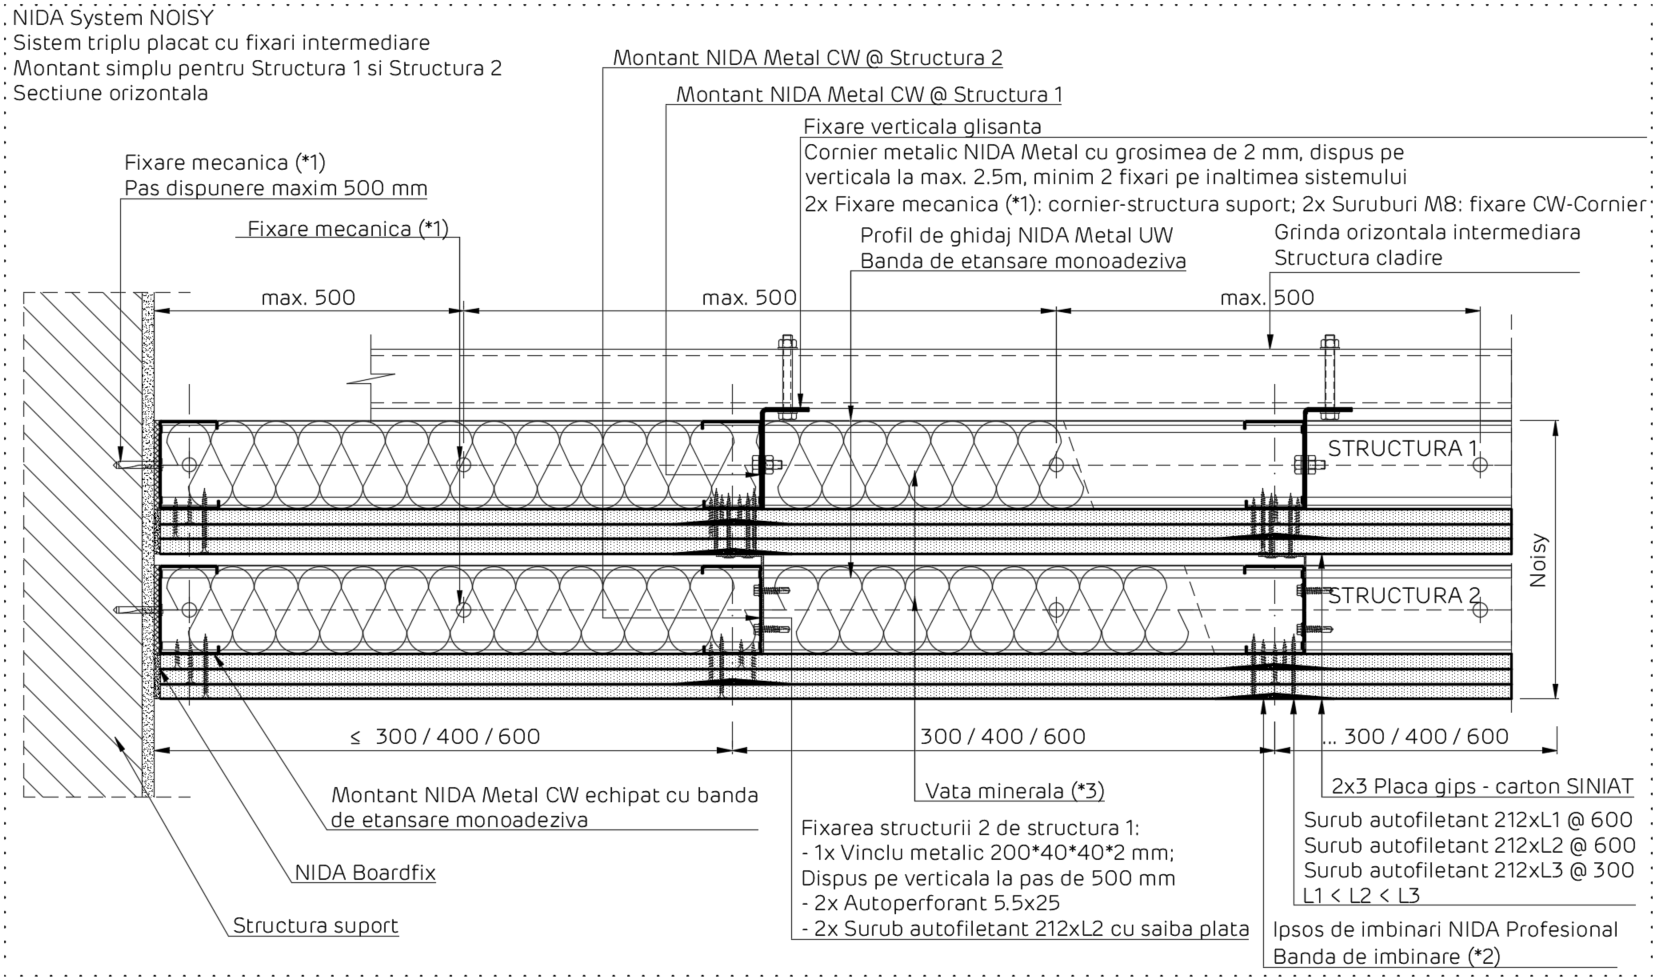 NIDA System NOISY
Sistem triplu placat cu fixari intermediare
Montant simplu pentru Structura 1 si Structura 2
Sectiune orizontala
Montant NIDA Metal CW @ Structura 2
Montant NIDA Metal CW @ Structura 1
Fixare verticala glisanta
Cornier metalic NIDA Metal cu grosimea de 2 mm, dispus pe
verticala la max. 2.5m, minim 2 fixari pe inaltimea sistemului
2x Fixare mecanica (*1): cornier-structura suport; 2x Suruburi M8: fixare CW-Cornier
Fixare mecanica (*1)
Pas dispunere maxim 500 mm
Fixare mecanica (*1)
Profil de ghidaj NIDA Metal UW
Banda de etansare monoadeziva
Grinda orizontala intermediara
Structura cladire
max. 500
max. 500
max. 500
STRUCTURA 1
Noisy
STRUCTURA 2
≤ 300 / 400 / 600
300 / 400 / 600
... 300 / 400 / 600
Montant NIDA Metal CW echipat cu banda
de etansare monoadeziva
NIDA Boardfix
Structura suport
Vata minerala (*3)
Fixarea structurii 2 de structura 1:
- 1x Vinclu metalic 200*40*40*2 mm;
Dispus pe verticala la pas de 500 mm
- 2x Autoperforant 5.5x25
- 2x Surub autofiletant 212xL2 cu saiba plata
2x3 Placa gips - carton SINIAT
Surub autofiletant 212xL1 @ 600
Surub autofiletant 212xL2 @ 600
Surub autofiletant 212xL3 @ 300
L1 < L2 < L3
Ipsos de imbinari NIDA Profesional
Banda de imbinare (*2)